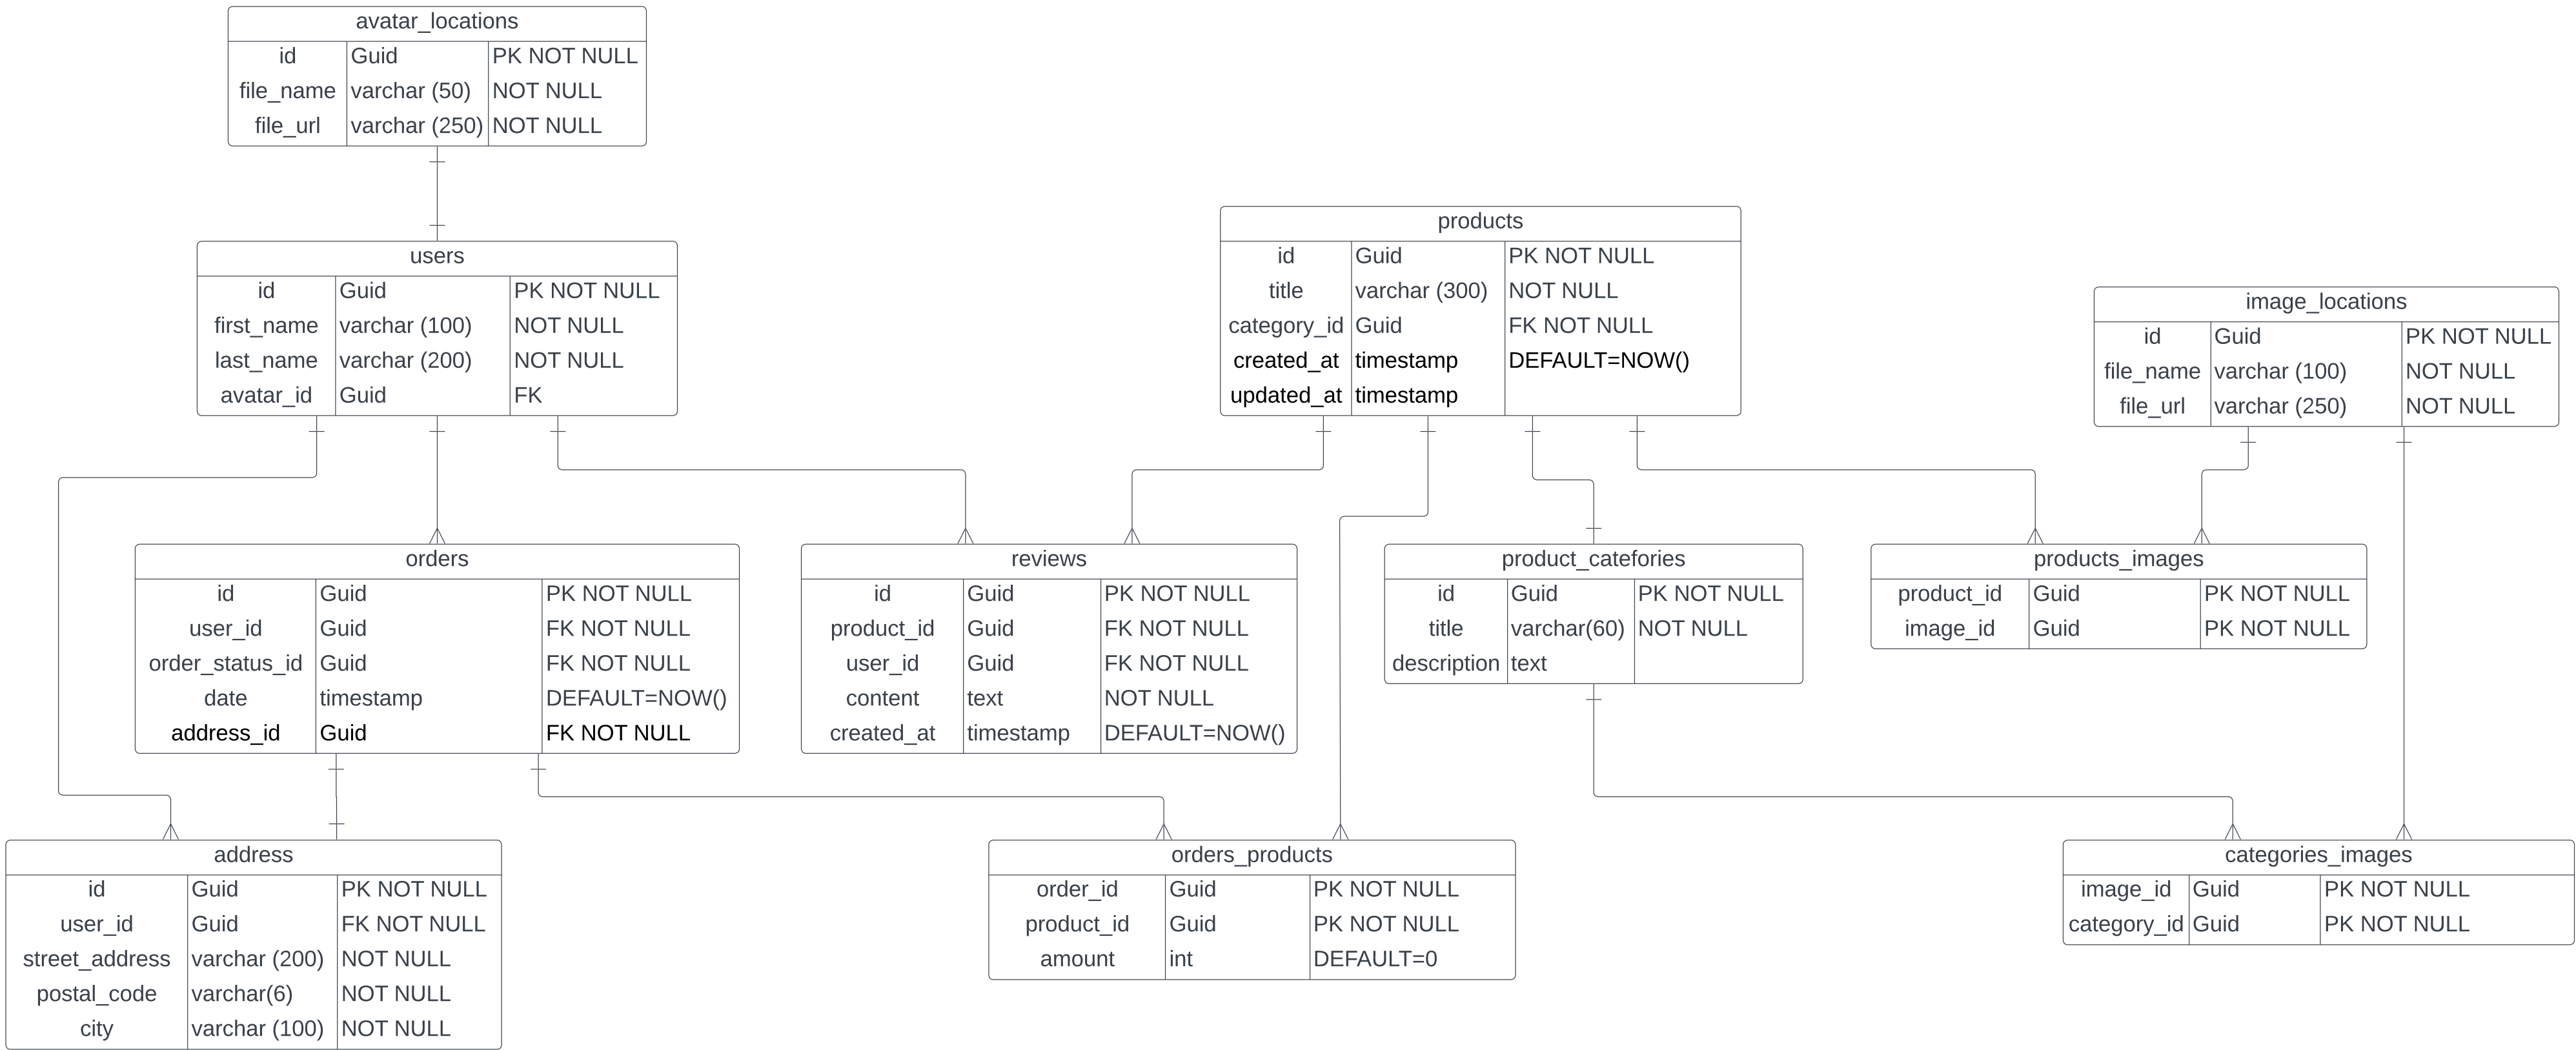 avatar_locations
id Guid PK NOT NULL
file_name varchar (50) NOT NULL
file_url varchar (250) NOT NULL
users
id Guid PK NOT NULL
first_name varchar (100) NOT NULL
last_name varchar (200) NOT NULL
avatar_id Guid FK
products
id Guid PK NOT NULL
title varchar (300) NOT NULL
category_id Guid FK NOT NULL
created_at timestamp DEFAULT=NOW()
updated_at timestamp
image_locations
id Guid PK NOT NULL
file_name varchar (100) NOT NULL
file_url varchar (250) NOT NULL
orders
id Guid PK NOT NULL
user_id Guid FK NOT NULL
order_status_id Guid FK NOT NULL
date timestamp DEFAULT=NOW()
address_id Guid FK NOT NULL
reviews
id Guid PK NOT NULL
product_id Guid FK NOT NULL
user_id Guid FK NOT NULL
content text NOT NULL
created_at timestamp DEFAULT=NOW()
product_catefories
id Guid PK NOT NULL
title varchar(60) NOT NULL
description text
products_images
product_id Guid PK NOT NULL
image_id Guid PK NOT NULL
address
id Guid PK NOT NULL
user_id Guid FK NOT NULL
street_address varchar (200) NOT NULL
postal_code varchar(6) NOT NULL
city varchar (100) NOT NULL
orders_products
order_id Guid PK NOT NULL
product_id Guid PK NOT NULL
amount int DEFAULT=0
categories_images
image_id Guid PK NOT NULL
category_id Guid PK NOT NULL